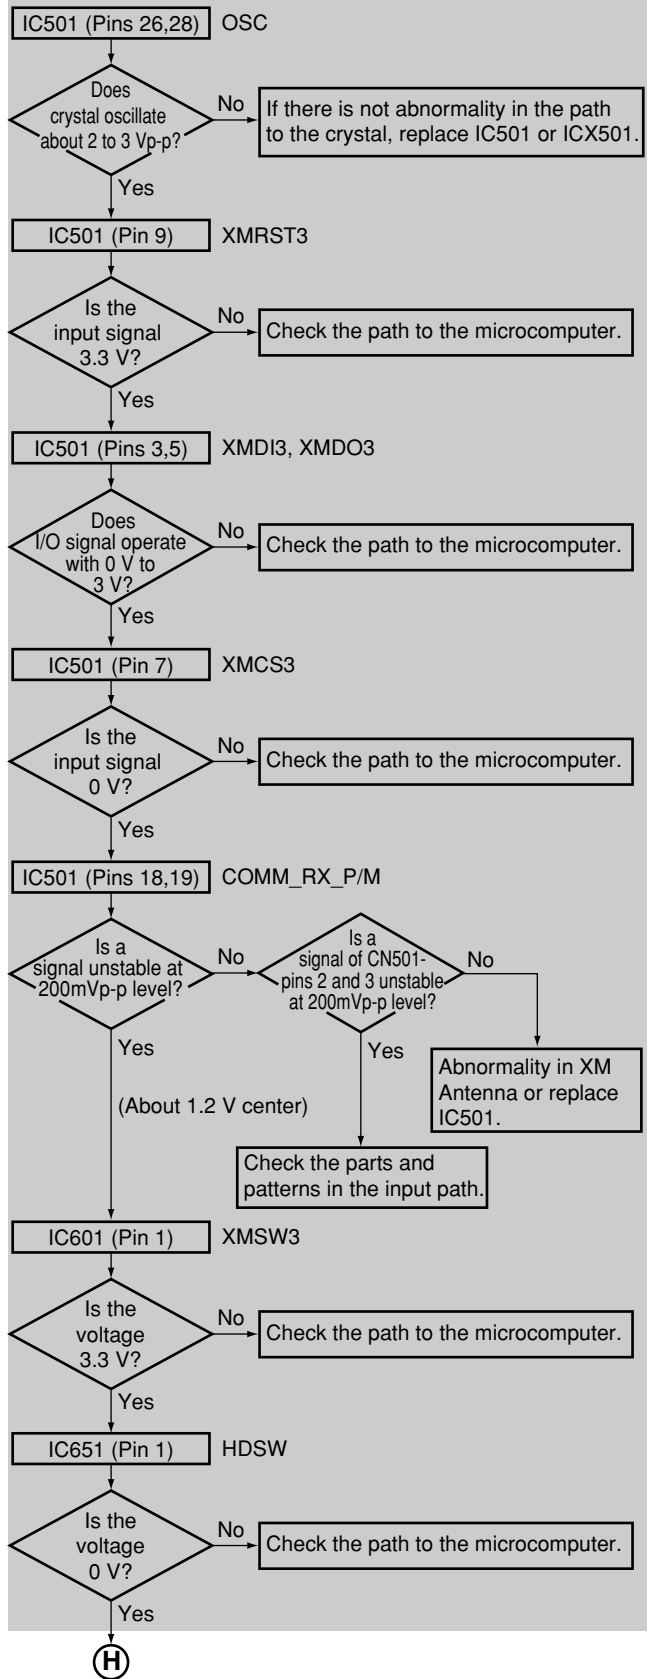 IC501 (Pins 26,28) OSC
Does
crystal oscillate
about 2 to 3 Vp-p?
No
If there is not abnormality in the path
to the crystal, replace IC501 or ICX501.
Yes
IC501 (Pin 9) XMRST3
Is the
input signal
3.3 V?
No
Check the path to the microcomputer.
Yes
IC501 (Pins 3,5) XMDI3, XMDO3
Does
I/O signal operate
with 0 V to
3 V?
No
Check the path to the microcomputer.
Yes
IC501 (Pin 7) XMCS3
Is the
input signal
0 V?
No
Check the path to the microcomputer.
Yes
IC501 (Pins 18,19) COMM_RX_P/M
Is a
signal unstable at
200mVp-p level?
No
Is a
signal of CN501-
pins 2 and 3 unstable
at 200mVp-p level?
No
Yes
Yes
Abnormality in XM
Antenna or replace
IC501.
(About 1.2 V center)
Check the parts and
patterns in the input path.
IC601 (Pin 1) XMSW3
Is the
voltage
3.3 V?
No
Check the path to the microcomputer.
Yes
IC651 (Pin 1) HDSW
Is the
voltage
0 V?
No
Check the path to the microcomputer.
Yes
H